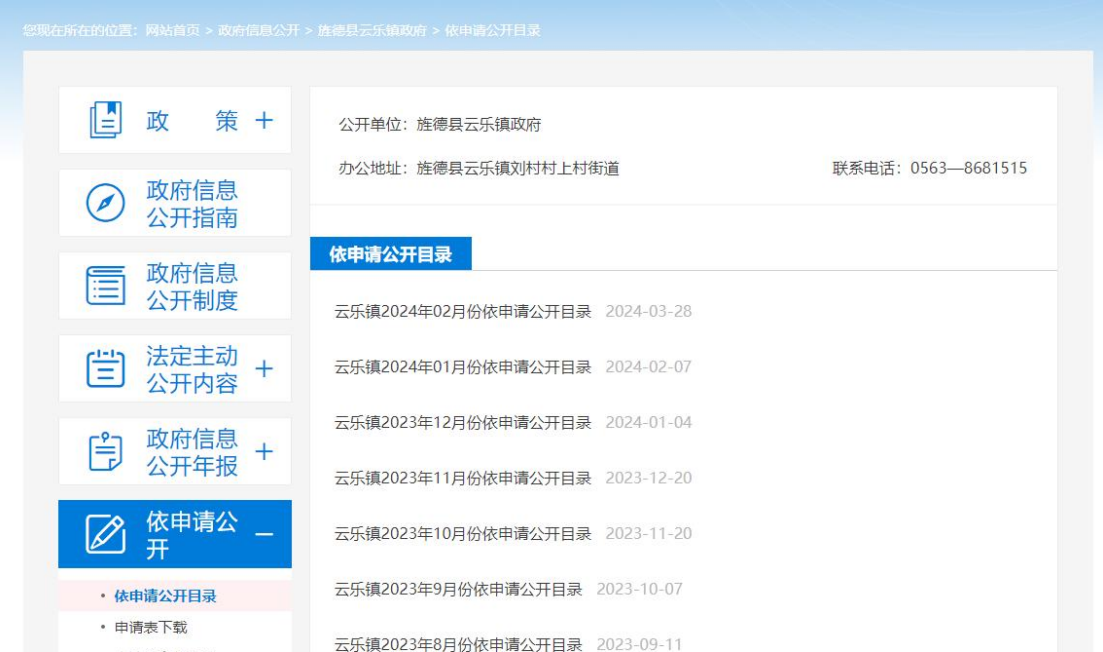 您现在所在的位置：网站首页 > 政府信息公开 > 旌德县云乐镇政府 > 依申请公开目录
政 策 +
政府信息
公开指南
政府信息
公开制度
法定主动
公开内容 +
政府信息
公开年报 +
依申请公
开 −
• 依申请公开目录
• 申请表下载
公开单位：旌德县云乐镇政府
办公地址：旌德县云乐镇刘村村上村街道 联系电话：0563—8681515
依申请公开目录
云乐镇2024年02月份依申请公开目录 2024-03-28
云乐镇2024年01月份依申请公开目录 2024-02-07
云乐镇2023年12月份依申请公开目录 2024-01-04
云乐镇2023年11月份依申请公开目录 2023-12-20
云乐镇2023年10月份依申请公开目录 2023-11-20
云乐镇2023年9月份依申请公开目录 2023-10-07
云乐镇2023年8月份依申请公开目录 2023-09-11